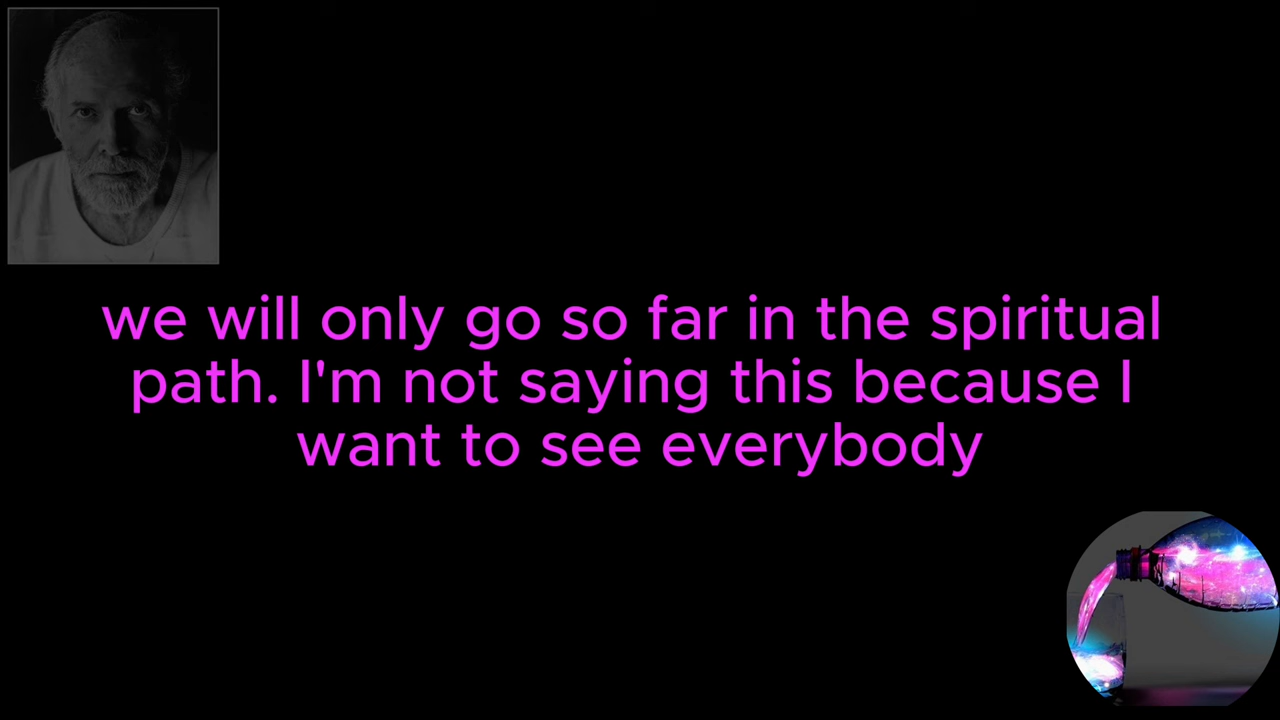 we will only go so far in the spiritual
path. I'm not saying this because I
want to see everybody